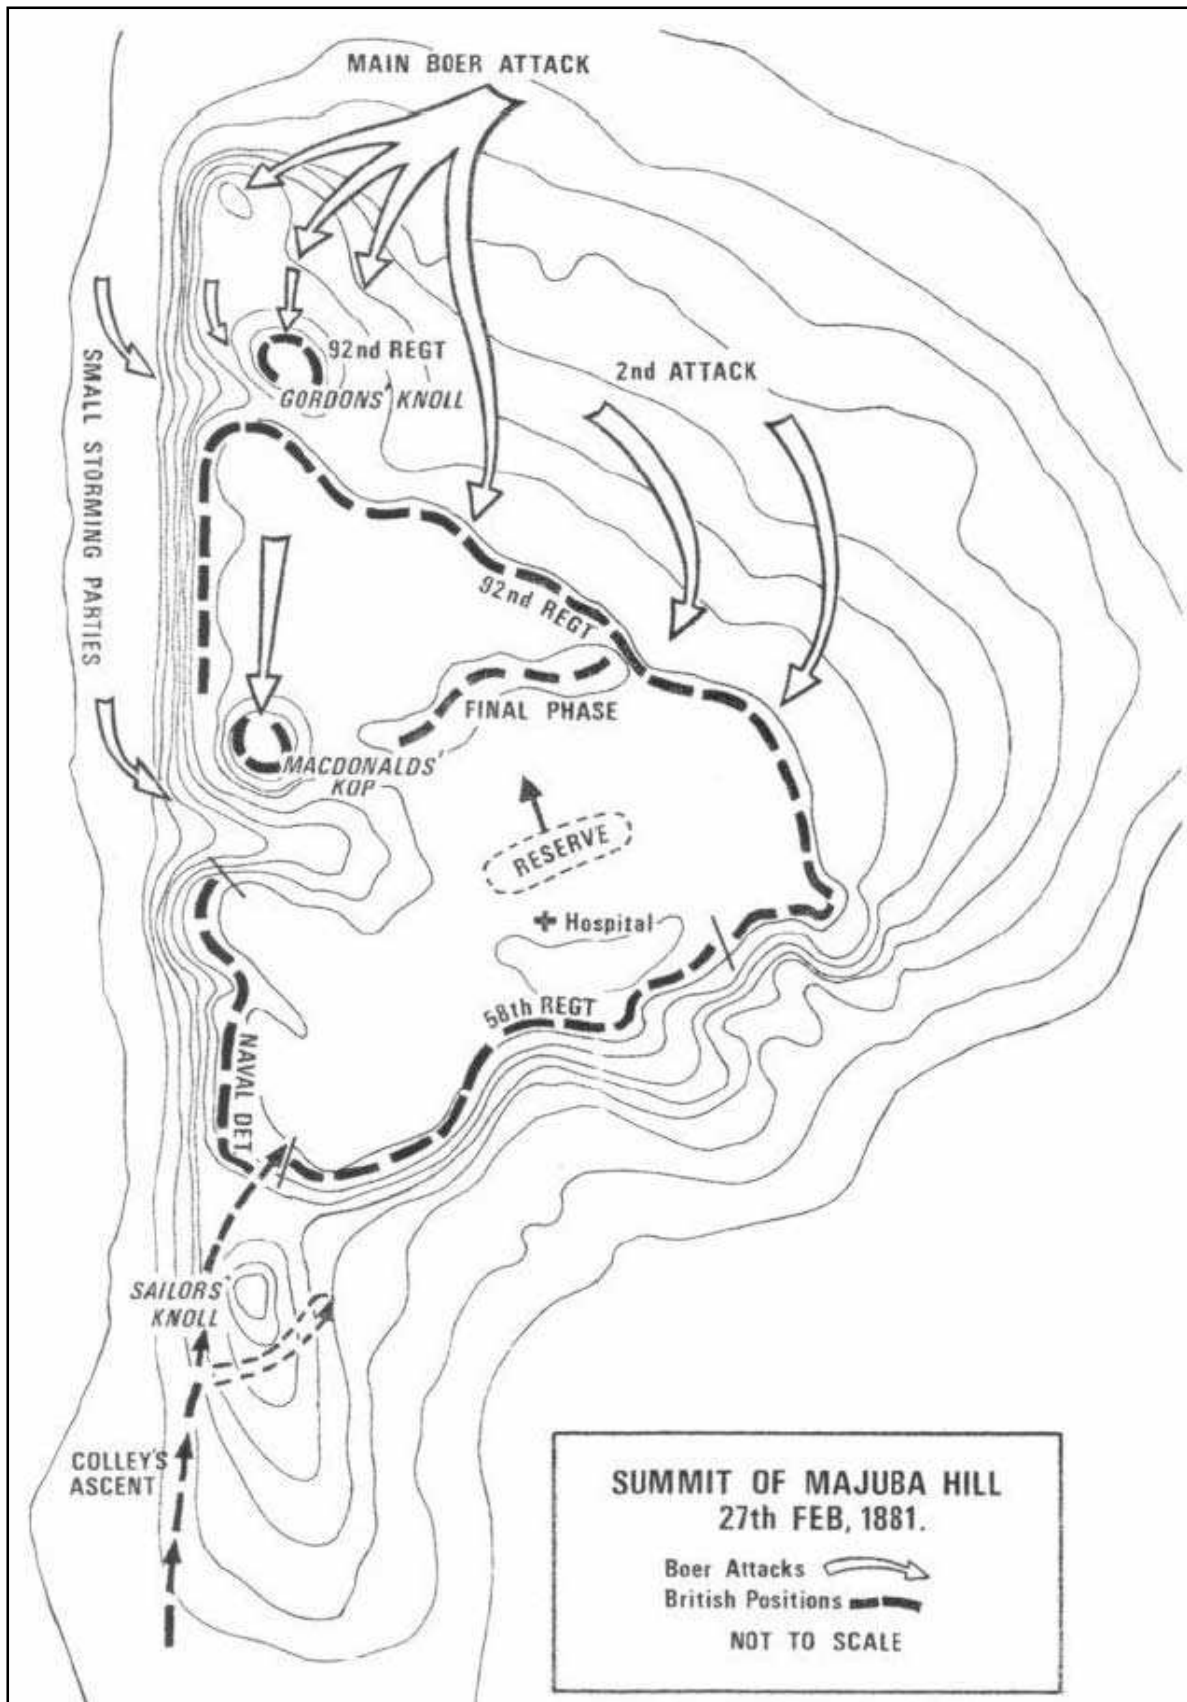 MAIN BOER ATTACK
92nd REGT
GORDONS' KNOLL
2nd ATTACK
SMALL STORMING PARTIES
92nd REGT
FINAL PHASE
MACDONALDS'
KOP
RESERVE
Hospital
58th REGT
NAVAL DET
SAILORS'
KNOLL
COLLEY'S
ASCENT
SUMMIT OF MAJUBA HILL
27th FEB, 1881.
Boer Attacks
British Positions
NOT TO SCALE